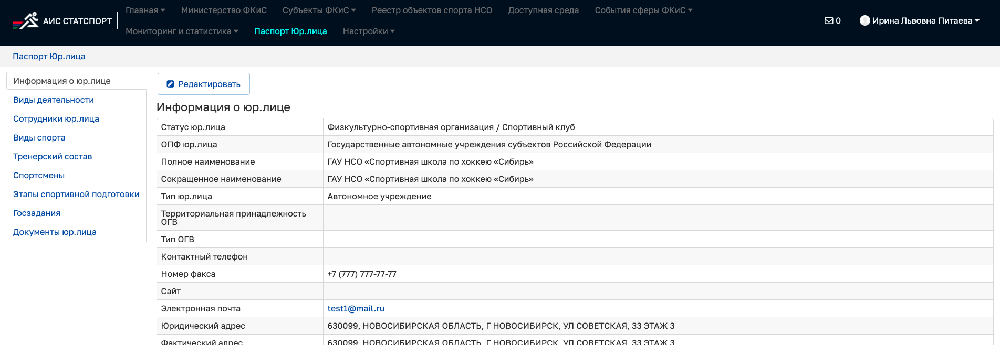 АИС СТАТСПОРТ
Главная Министерство ФКиС Субъекты ФКиС Реестр объектов спорта НСО Доступная среда События сферы ФКиС
Мониторинг и статистика Паспорт Юр.лица Настройки
0 Ирина Львовна Питаева
Паспорт Юр.лица
Информация о юр.лице
Виды деятельности
Сотрудники юр.лица
Виды спорта
Тренерский состав
Спортсмены
Этапы спортивной подготовки
Госзадания
Документы юр.лица
Редактировать
Информация о юр.лице
Статус юр.лица Физкультурно-спортивная организация / Спортивный клуб
ОПФ юр.лица Государственные автономные учреждения субъектов Российской Федерации
Полное наименование ГАУ НСО «Спортивная школа по хоккею «Сибирь»
Сокращенное наименование ГАУ НСО «Спортивная школа по хоккею «Сибирь»
Тип юр.лица Автономное учреждение
Территориальная принадлежность
ОГВ
Тип ОГВ
Контактный телефон
Номер факса +7 (777) 777-77-77
Сайт
Электронная почта test1@mail.ru
Юридический адрес 630099, НОВОСИБИРСКАЯ ОБЛАСТЬ, Г НОВОСИБИРСК, УЛ СОВЕТСКАЯ, 33 ЭТАЖ 3
Фактический адрес 630099, НОВОСИБИРСКАЯ ОБЛАСТЬ, Г НОВОСИБИРСК, УЛ СОВЕТСКАЯ, 33 ЭТАЖ 3